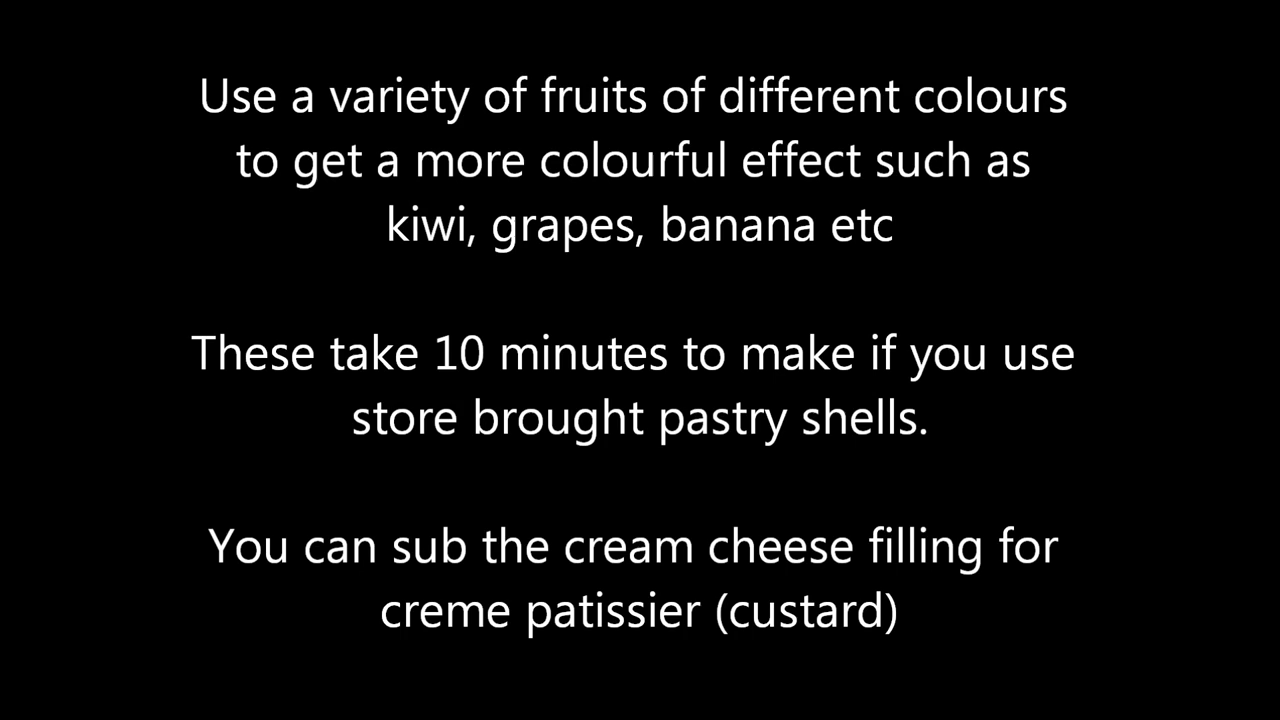 Use a variety of fruits of different colours
to get a more colourful effect such as
kiwi, grapes, banana etc
These take 10 minutes to make if you use
store brought pastry shells.
You can sub the cream cheese filling for
creme patissier (custard)